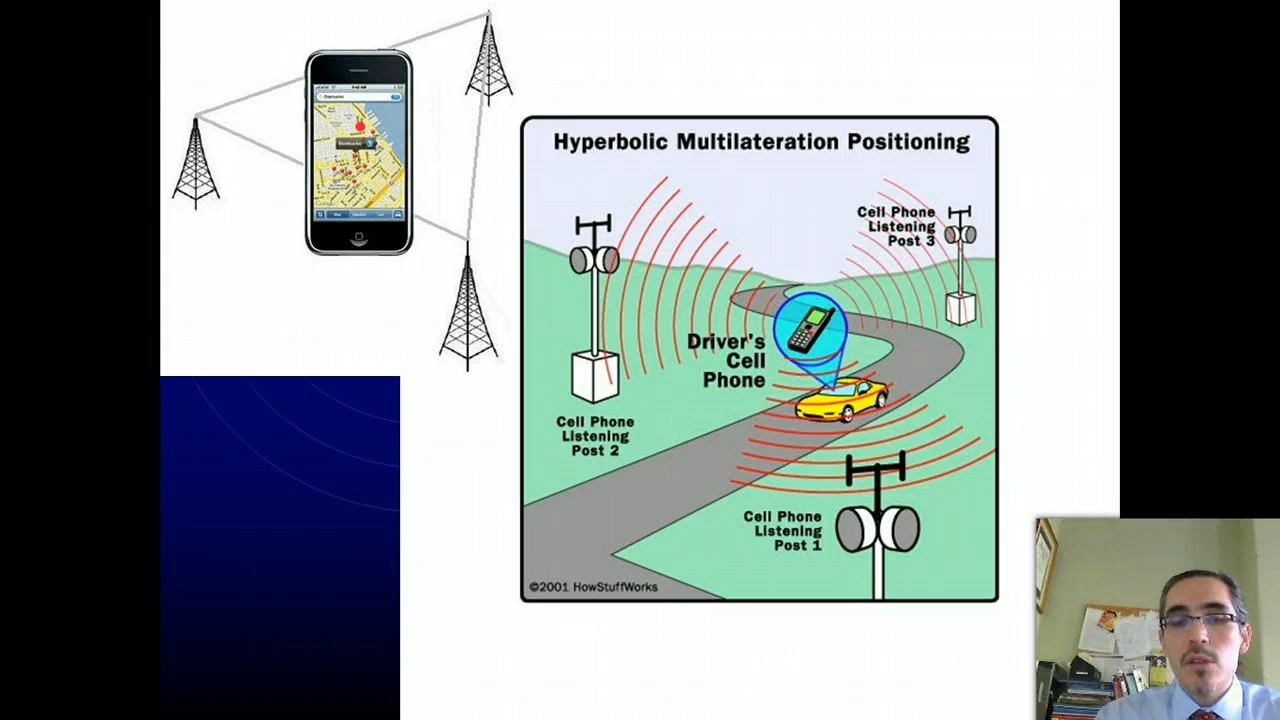 Hyperbolic Multilateration Positioning
Cell Phone
Listening
Post 3
Driver's
Cell
Phone
Cell Phone
Listening
Post 2
Cell Phone
Listening
Post 1
©2001 HowStuffWorks